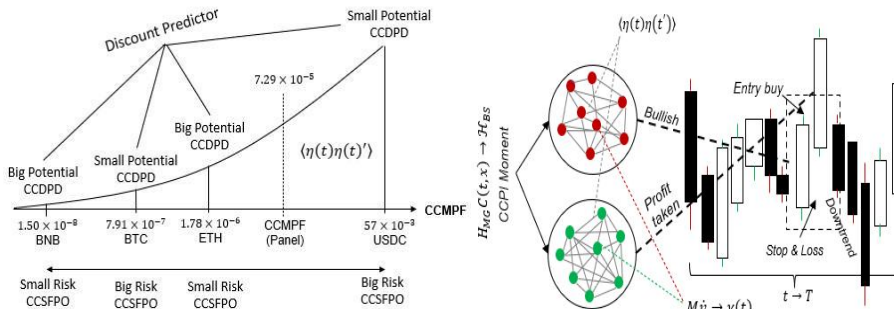 Discount Predictor
Small Potential
CCDPD
7.29 × 10⁻⁵
Big Potential
CCDPD
⟨η(t)η(t)′⟩
Small Potential
CCDPD
Big Potential
CCDPD
CCMPF
1.50 × 10⁻⁸
BNB
7.91 × 10⁻⁷
BTC
1.78 × 10⁻⁶
ETH
CCMPF
(Panel)
57 × 10⁻³
USDC
Small Risk
CCSFPO
Big Risk
CCSFPO
Small Risk
CCSFPO
Big Risk
CCSFPO
⟨η(t)η(t′)⟩
H_MG C(t, x) → ℋ_BS
CCPI Moment
Bullish
Profit
taken
Entry buy
Stop & Loss
Downtrend
t → T